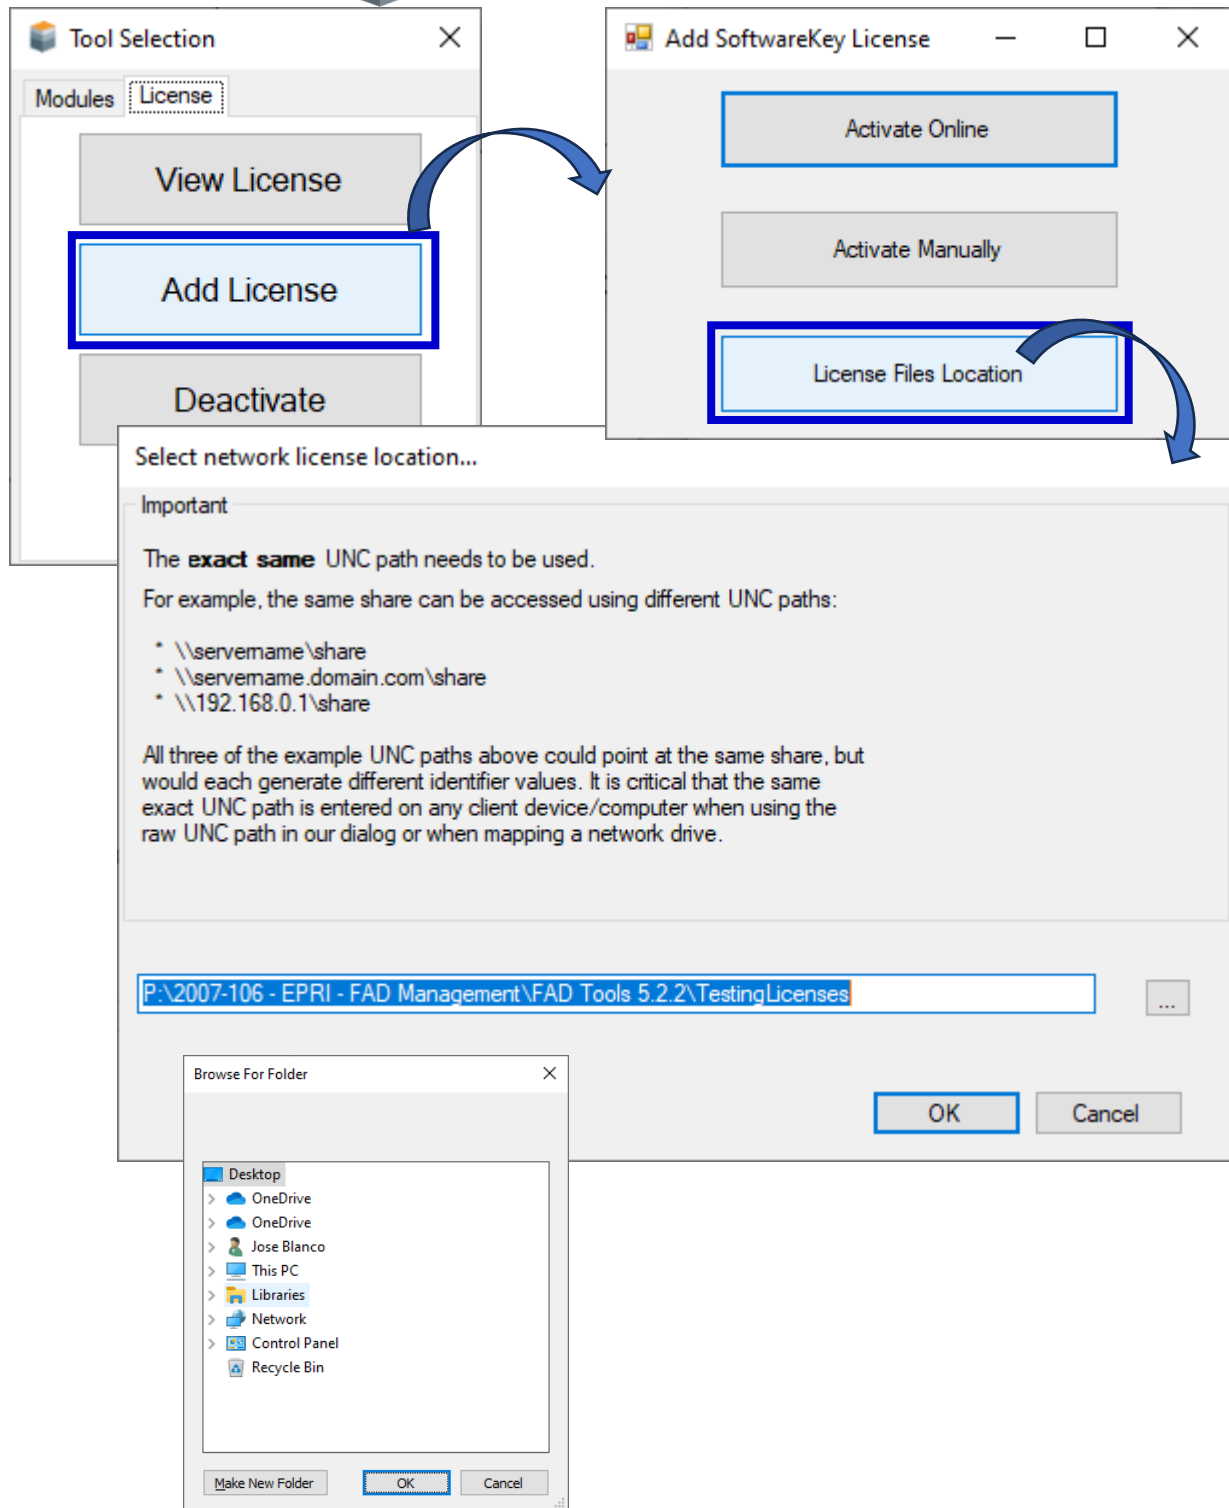 Tool Selection
Modules
License
View License
Add License
Deactivate
Add SoftwareKey License
Activate Online
Activate Manually
License Files Location
Select network license location...
Important
The exact same UNC path needs to be used.
For example, the same share can be accessed using different UNC paths:
* \\servername\share
* \\servername.domain.com\share
* \\192.168.0.1\share
All three of the example UNC paths above could point at the same share, but
would each generate different identifier values. It is critical that the same
exact UNC path is entered on any client device/computer when using the
raw UNC path in our dialog or when mapping a network drive.
P:\2007-106 - EPRI - FAD Management\FAD Tools 5.2.2\TestingLicenses
...
OK
Cancel
Browse For Folder
Desktop
OneDrive
OneDrive
Jose Blanco
This PC
Libraries
Network
Control Panel
Recycle Bin
Make New Folder
OK
Cancel